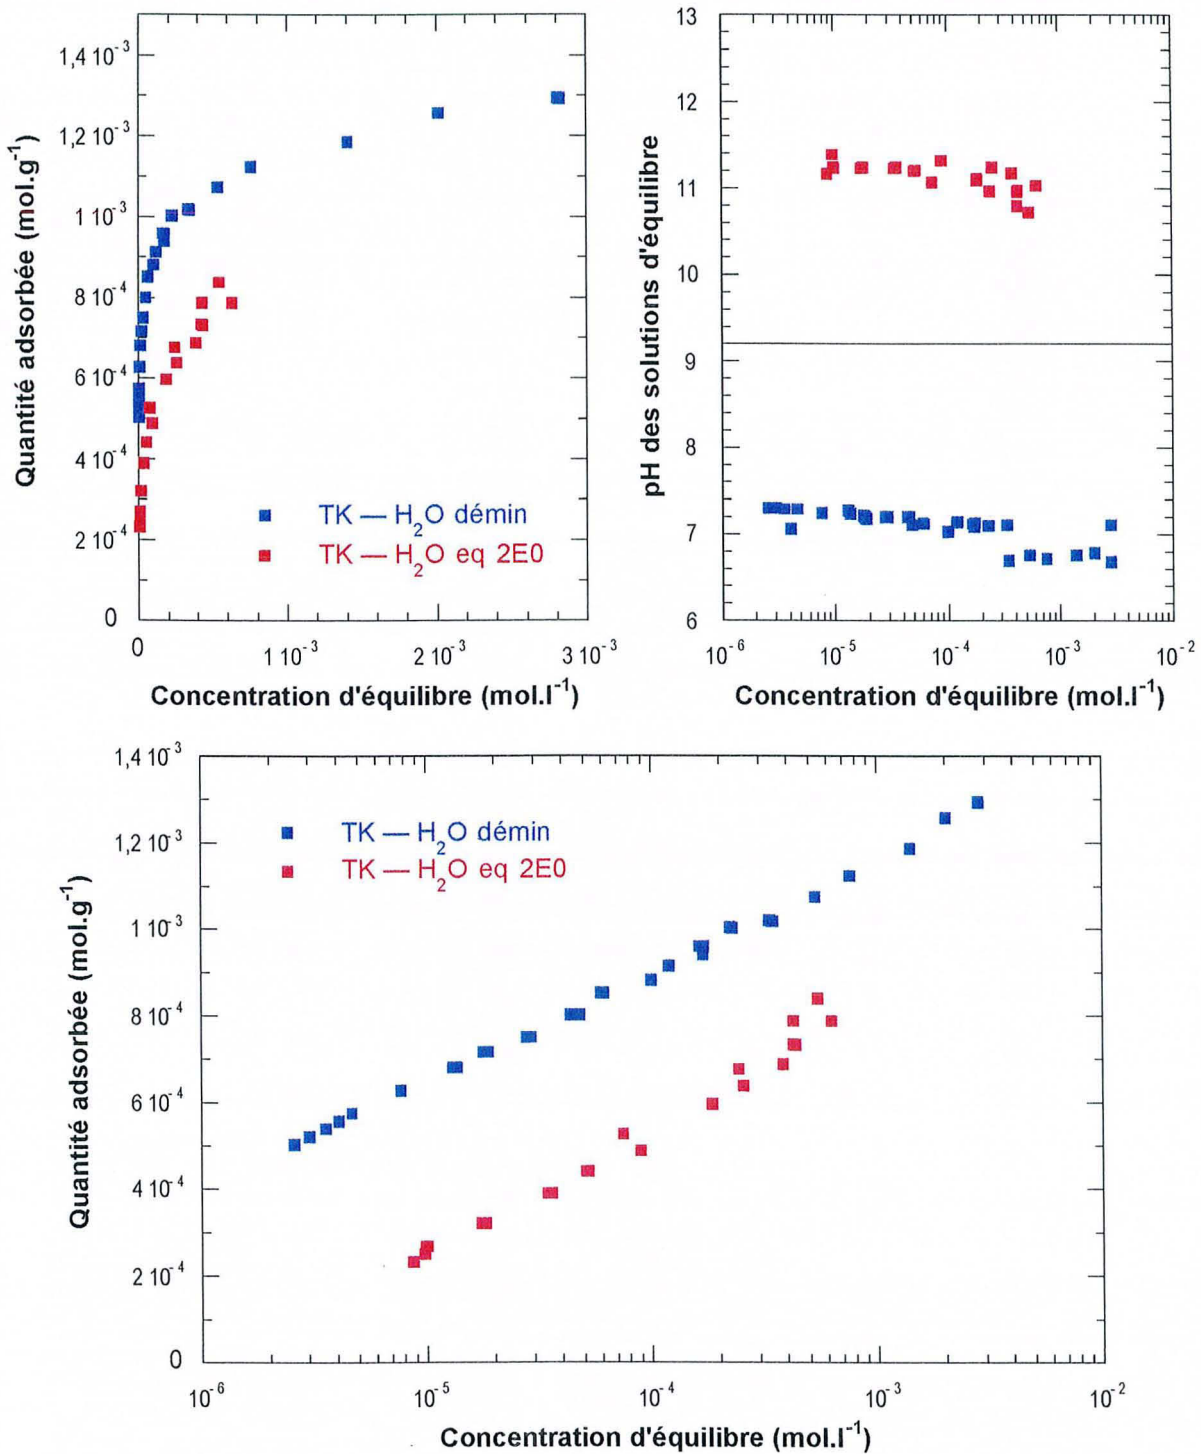 Quantité adsorbée (mol.g⁻¹)
1,4 10⁻³
1,2 10⁻³
1 10⁻³
8 10⁻⁴
6 10⁻⁴
4 10⁻⁴
2 10⁻⁴
0
TK — H₂O démin
TK — H₂O eq 2E0
0 1 10⁻³ 2 10⁻³ 3 10⁻³
Concentration d'équilibre (mol.l⁻¹)
pH des solutions d'équilibre
13
12
11
10
9
8
7
6
10⁻⁶ 10⁻⁵ 10⁻⁴ 10⁻³ 10⁻²
Concentration d'équilibre (mol.l⁻¹)
Quantité adsorbée (mol.g⁻¹)
1,4 10⁻³
1,2 10⁻³
1 10⁻³
8 10⁻⁴
6 10⁻⁴
4 10⁻⁴
2 10⁻⁴
0
TK — H₂O démin
TK — H₂O eq 2E0
10⁻⁶ 10⁻⁵ 10⁻⁴ 10⁻³ 10⁻²
Concentration d'équilibre (mol.l⁻¹)